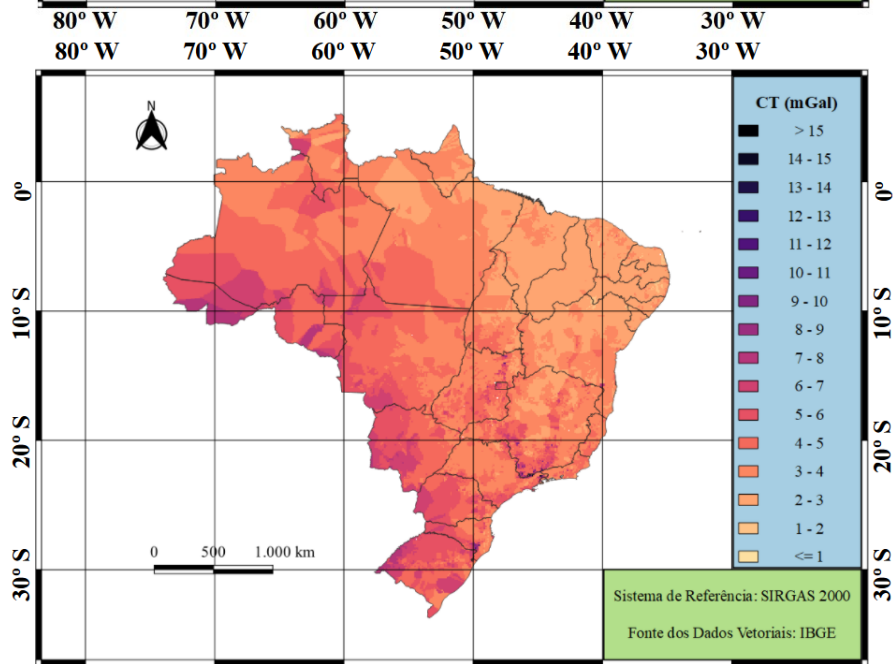 80º W 70º W 60º W 50º W 40º W 30º W
80º W 70º W 60º W 50º W 40º W 30º W
N
CT (mGal)
> 15
14 - 15
13 - 14
12 - 13
11 - 12
10 - 11
9 - 10
8 - 9
7 - 8
6 - 7
5 - 6
4 - 5
3 - 4
2 - 3
1 - 2
<= 1
0º 0º
10º S 10º S
20º S 20º S
30º S 30º S
0 500 1.000 km
Sistema de Referência: SIRGAS 2000
Fonte dos Dados Vetoriais: IBGE